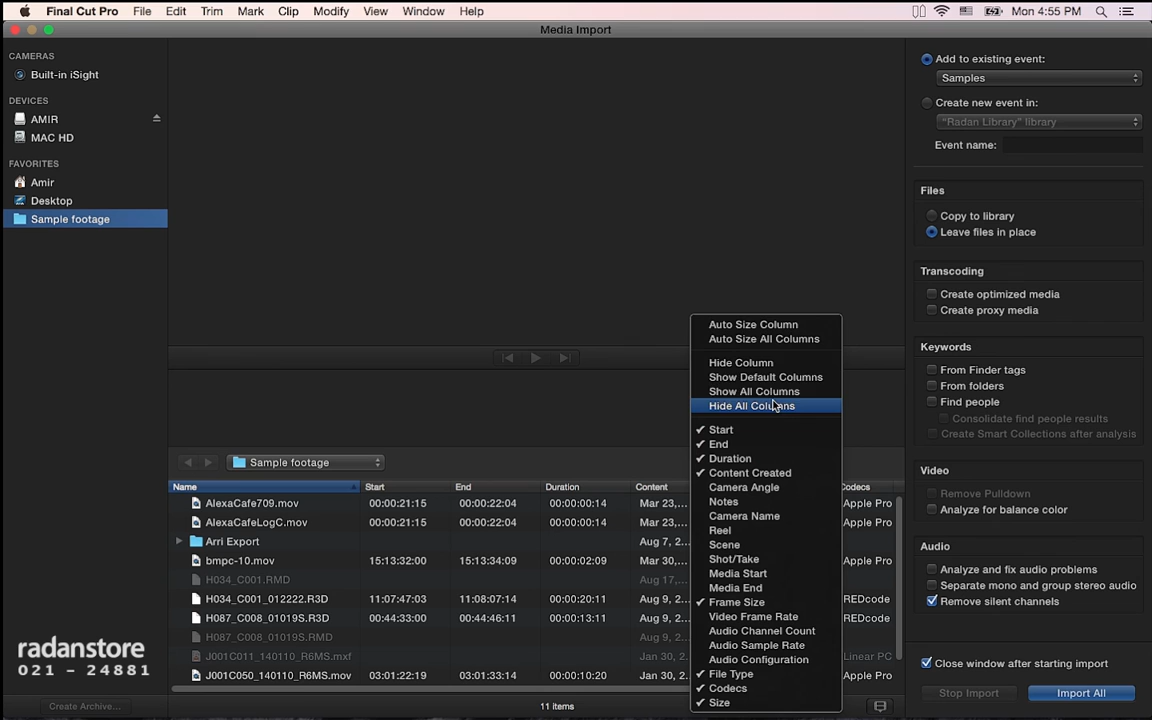 Final Cut Pro File Edit Trim Mark Clip Modify View Window Help Mon 4:55 PM
Media Import
CAMERAS
Built-in iSight
DEVICES
AMIR
MAC HD
FAVORITES
Amir
Desktop
Sample footage
Sample footage
Name Start End Duration Content Codecs
AlexaCafe709.mov 00:00:21:15 00:00:22:04 00:00:00:14 Mar 23,... Apple Pro
AlexaCafeLogC.mov 00:00:21:15 00:00:22:04 00:00:00:14 Mar 23,... Apple Pro
Arri Export Aug 7, 2...
bmpc-10.mov 15:13:32:00 15:13:34:09 00:00:02:10 Mar 30,... Apple Pro
H034_C001.RMD Aug 17,...
H034_C001_012222.R3D 11:07:47:03 11:08:07:14 00:00:20:11 Aug 9, 2... REDcode
H087_C008_01019S.R3D 00:44:33:00 00:44:46:11 00:00:13:11 Aug 9, 2... REDcode
H087_C008_01019S.RMD Aug 9, 2...
J001C011_140110_R6MS.mxf Jan 30, 2... Linear PC
J001C050_140110_R6MS.mov 03:01:22:19 03:01:33:14 00:00:10:20 Jan 30, 2... Apple Pro
Create Archive...
11 items
radanstore
021 - 24881
Auto Size Column
Auto Size All Columns
Hide Column
Show Default Columns
Show All Columns
Hide All Columns
Start
End
Duration
Content Created
Camera Angle
Notes
Camera Name
Reel
Scene
Shot/Take
Media Start
Media End
Frame Size
Video Frame Rate
Audio Channel Count
Audio Sample Rate
Audio Configuration
File Type
Codecs
Size
Add to existing event:
Samples
Create new event in:
"Radan Library" library
Event name:
Files
Copy to library
Leave files in place
Transcoding
Create optimized media
Create proxy media
Keywords
From Finder tags
From folders
Find people
Consolidate find people results
Create Smart Collections after analysis
Video
Remove Pulldown
Analyze for balance color
Audio
Analyze and fix audio problems
Separate mono and group stereo audio
Remove silent channels
Close window after starting import
Stop Import Import All